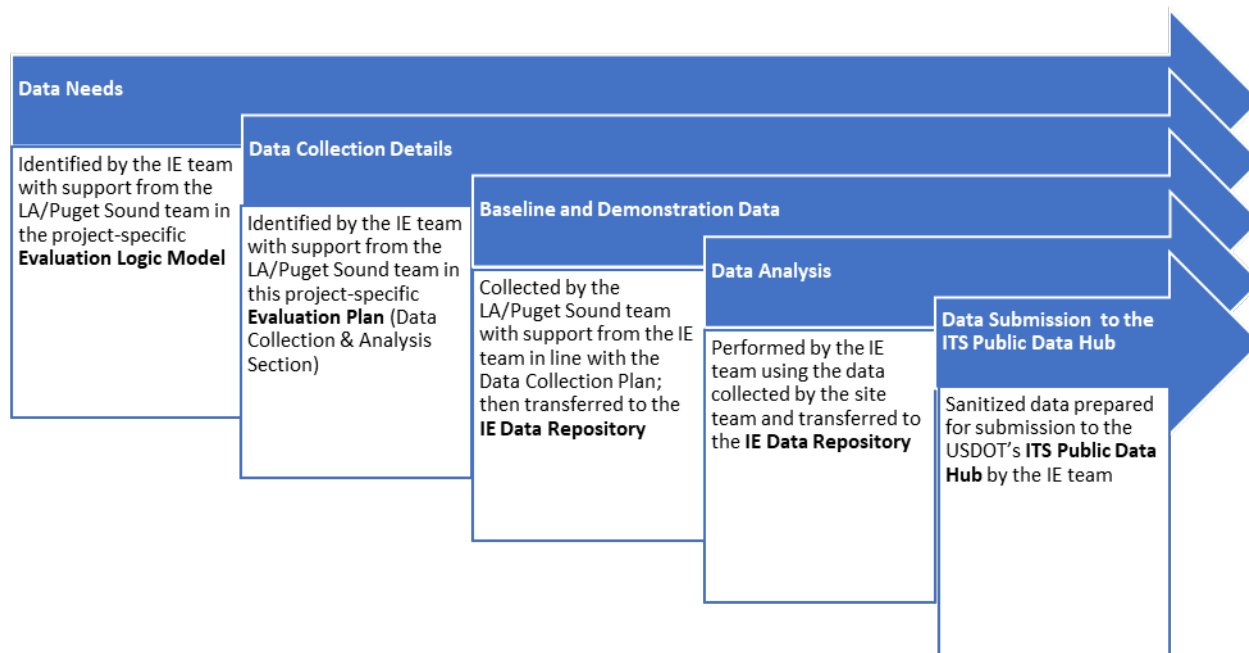 Data Needs
Identified by the IE team
with support from the
LA/Puget Sound team in
the project-specific
Evaluation Logic Model
Data Collection Details
Identified by the IE team
with support from the
LA/Puget Sound team in
this project-specific
Evaluation Plan (Data
Collection & Analysis
Section)
Baseline and Demonstration Data
Collected by the
LA/Puget Sound team
with support from the IE
team in line with the
Data Collection Plan;
then transferred to the
IE Data Repository
Data Analysis
Performed by the IE
team using the data
collected by the site
team and transferred to
the IE Data Repository
Data Submission to the
ITS Public Data Hub
Sanitized data prepared
for submission to the
USDOT’s ITS Public Data
Hub by the IE team